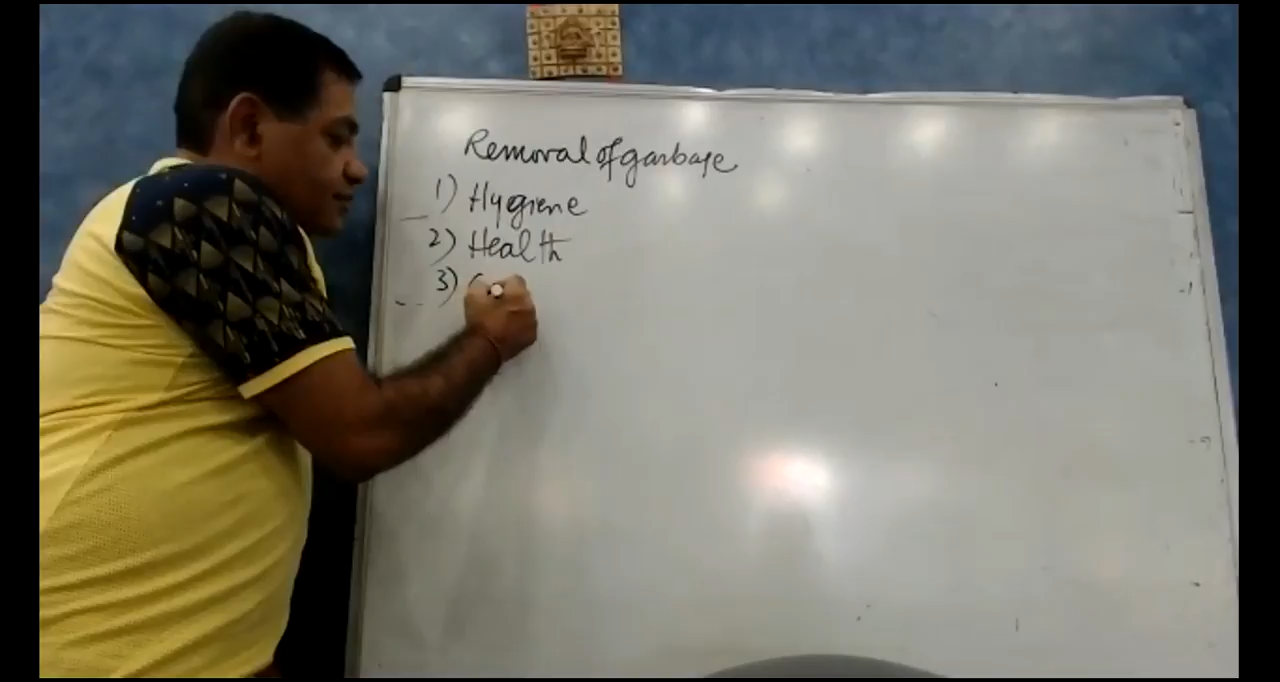 Removal of garbage
1) Hygiene
2) Health
3)